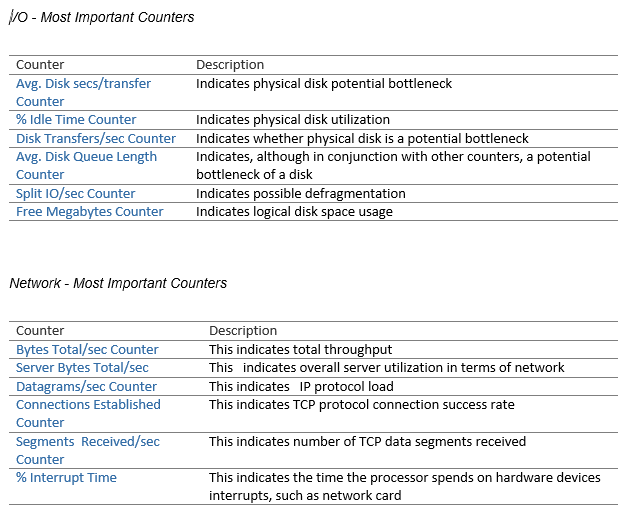 I/O - Most Important Counters
Counter Description
Avg. Disk secs/transfer Indicates physical disk potential bottleneck
Counter
% Idle Time Counter Indicates physical disk utilization
Disk Transfers/sec Counter Indicates whether physical disk is a potential bottleneck
Avg. Disk Queue Length Indicates, although in conjunction with other counters, a potential
Counter bottleneck of a disk
Split IO/sec Counter Indicates possible defragmentation
Free Megabytes Counter Indicates logical disk space usage
Network - Most Important Counters
Counter Description
Bytes Total/sec Counter This indicates total throughput
Server Bytes Total/sec This indicates overall server utilization in terms of network
Datagrams/sec Counter This indicates IP protocol load
Connections Established This indicates TCP protocol connection success rate
Counter
Segments Received/sec This indicates number of TCP data segments received
Counter
% Interrupt Time This indicates the time the processor spends on hardware devices
interrupts, such as network card